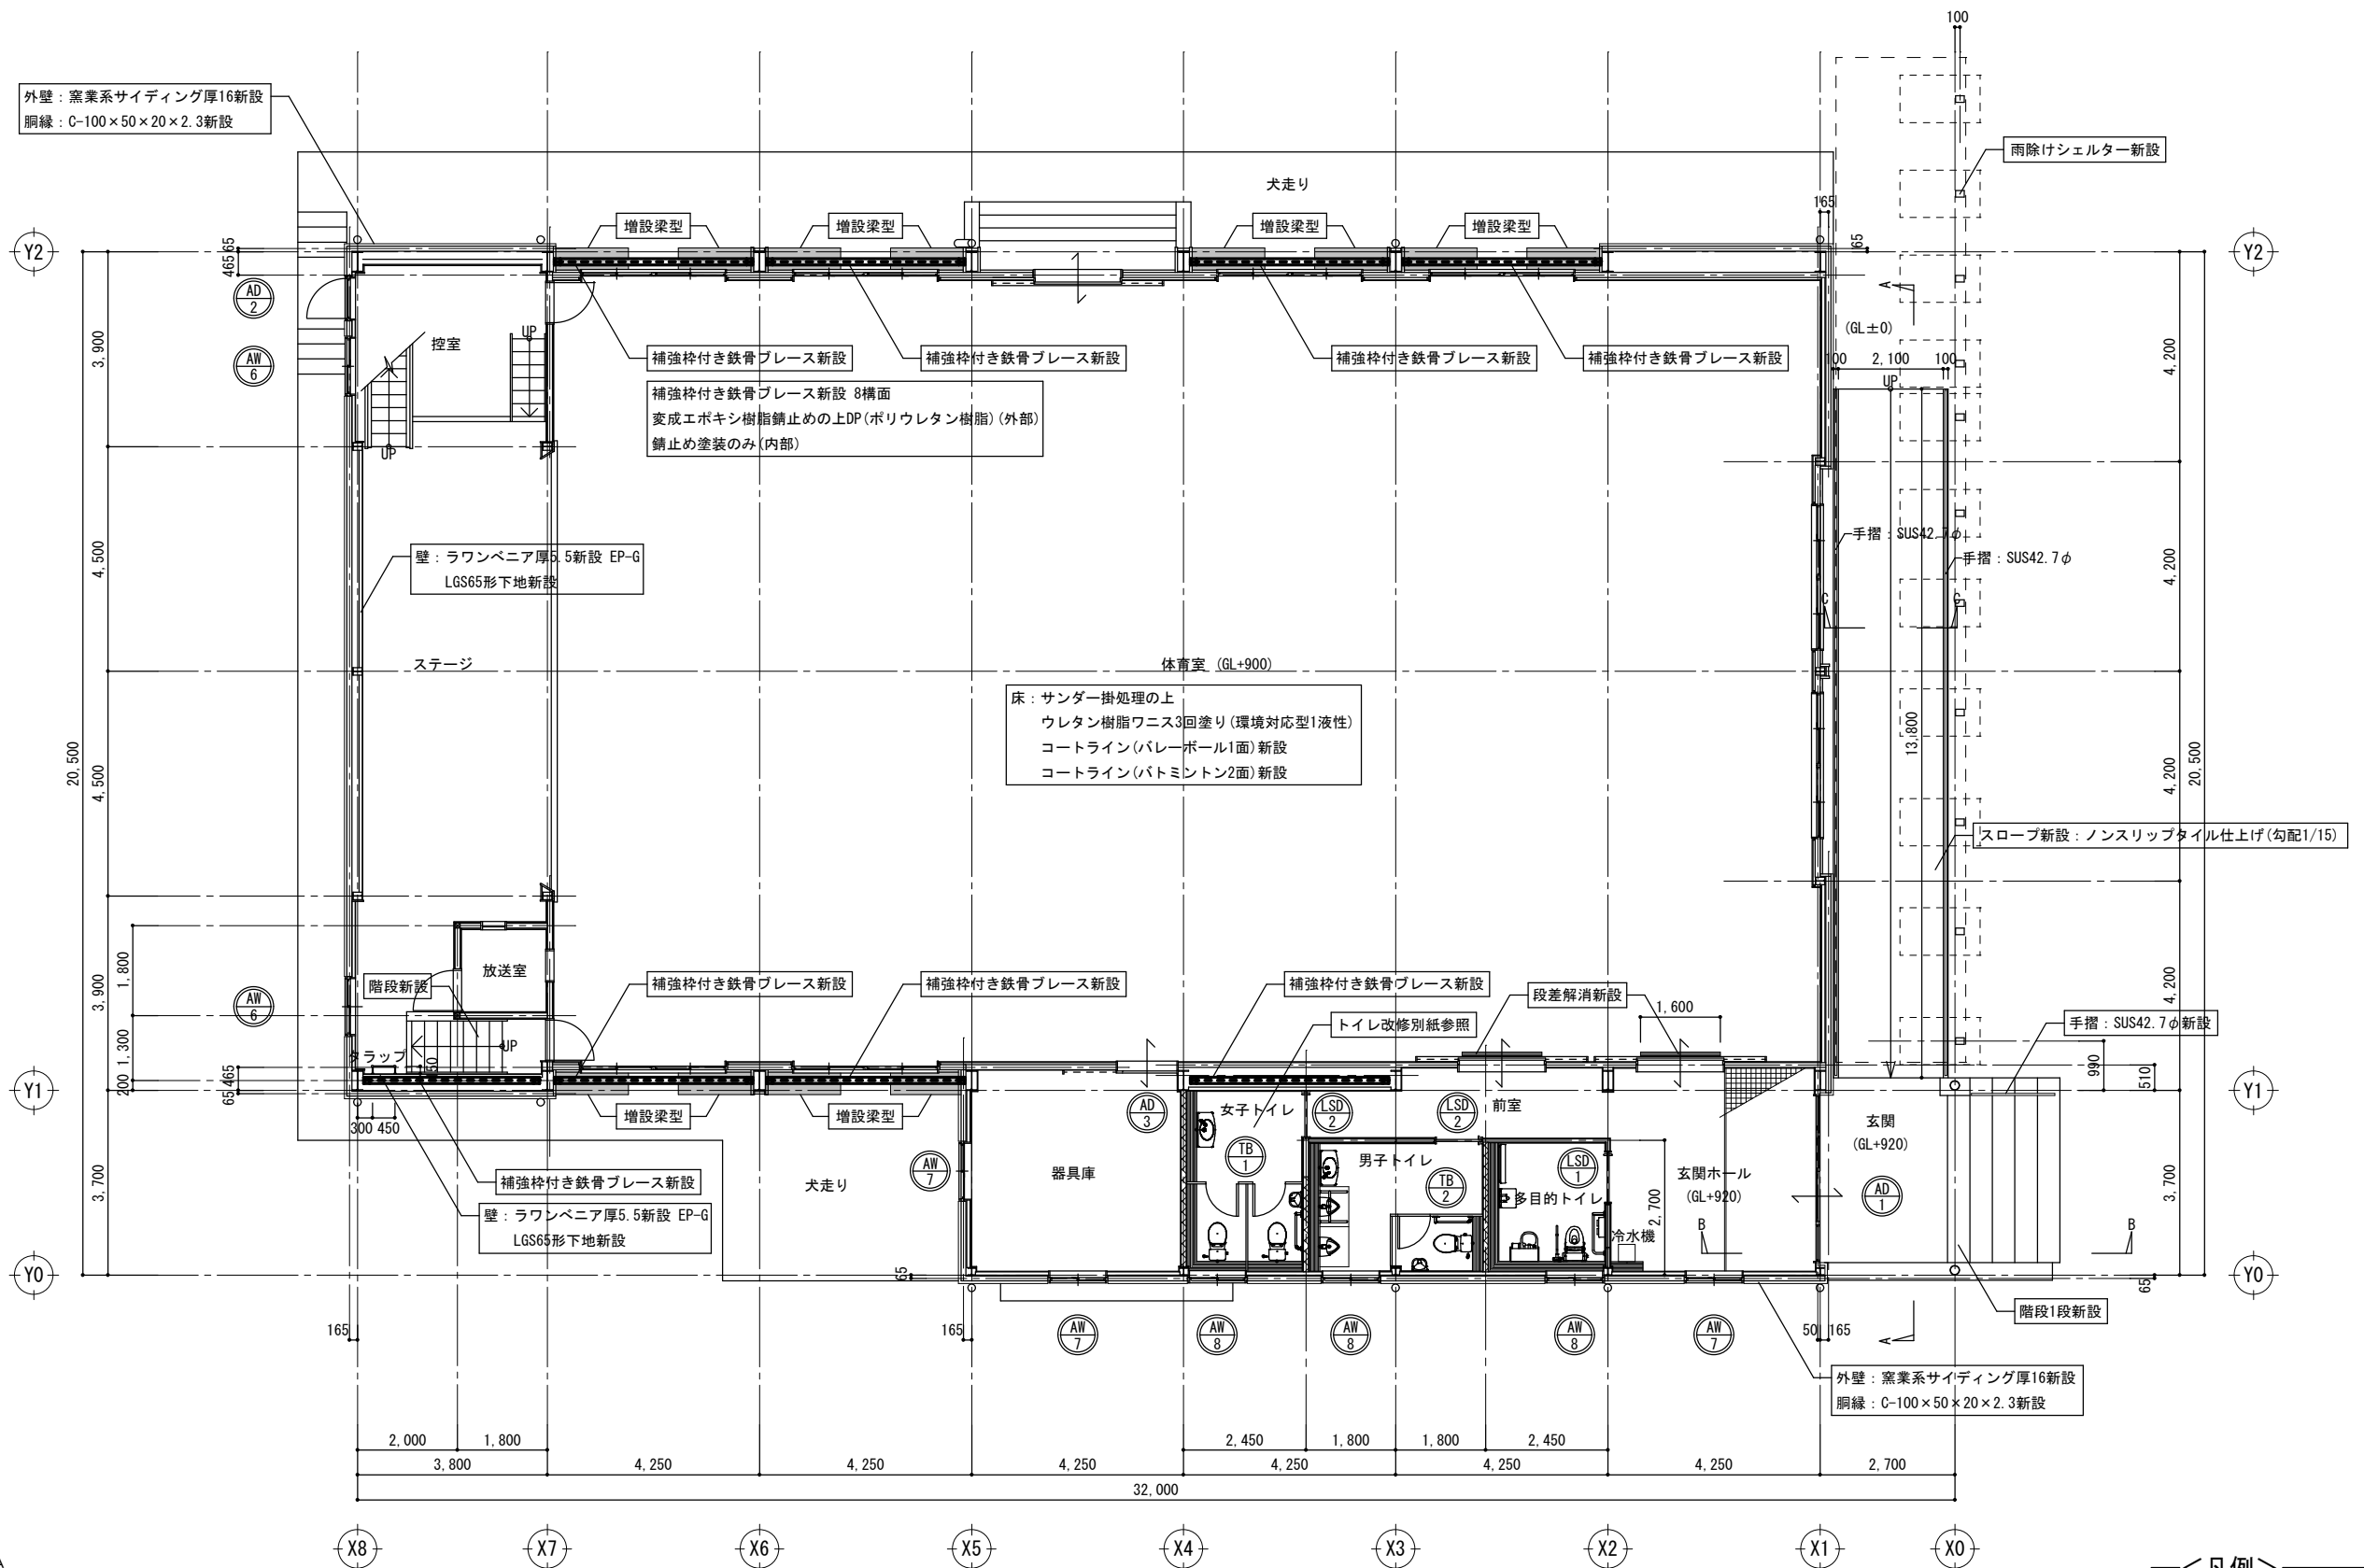 100
外壁：窯業系サイディング厚16新設
胴縁：C-100×50×20×2.3新設
雨除けシェルター新設
犬走り
増設梁型
増設梁型
増設梁型
増設梁型
165
65
Y2
Y2
465
65
AD
2
AW
6
控室
UP
UP
補強枠付き鉄骨ブレース新設
補強枠付き鉄骨ブレース新設
補強枠付き鉄骨ブレース新設
補強枠付き鉄骨ブレース新設
補強枠付き鉄骨ブレース新設 8構面
変成エポキシ樹脂錆止めの上DP(ポリウレタン樹脂)(外部)
錆止め塗装のみ(内部)
A
(GL±0)
100
2,100
100
UP
3,900
4,200
手摺：SUS42.7φ
手摺：SUS42.7φ
壁：ラワンベニア厚5.5新設 EP-G
LGS65形下地新設
4,500
4,200
C
C
ステージ
体育室 (GL+900)
床：サンダー掛処理の上
ウレタン樹脂ワニス3回塗り(環境対応型1液性)
コートライン(バレーボール1面)新設
コートライン(バトミントン2面)新設
20,500
4,500
13,800
4,200
20,500
スロープ新設：ノンスリップタイル仕上げ(勾配1/15)
放送室
階段新設
補強枠付き鉄骨ブレース新設
補強枠付き鉄骨ブレース新設
補強枠付き鉄骨ブレース新設
段差解消新設
1,600
トイレ改修別紙参照
手摺：SUS42.7φ新設
AW
6
3,900
1,800
1,300
200
4,200
990
510
UP
タラップ
465
65
Y1
Y1
300
450
増設梁型
増設梁型
AD
3
女子トイレ
LSD
2
LSD
2
前室
玄関
(GL+920)
TB
1
男子トイレ
TB
2
LSD
1
多目的トイレ
玄関ホール
(GL+920)
AD
1
AW
7
器具庫
犬走り
冷水機
2,700
B
B
3,700
3,700
補強枠付き鉄骨ブレース新設
壁：ラワンベニア厚5.5新設 EP-G
LGS65形下地新設
Y0
Y0
65
65
階段1段新設
165
165
AW
7
AW
8
AW
8
AW
8
AW
7
50
165
A
外壁：窯業系サイディング厚16新設
胴縁：C-100×50×20×2.3新設
2,000
1,800
2,450
1,800
1,800
2,450
3,800
4,250
4,250
4,250
4,250
4,250
4,250
2,700
32,000
X8
X7
X6
X5
X4
X3
X2
X1
X0
＜凡例＞